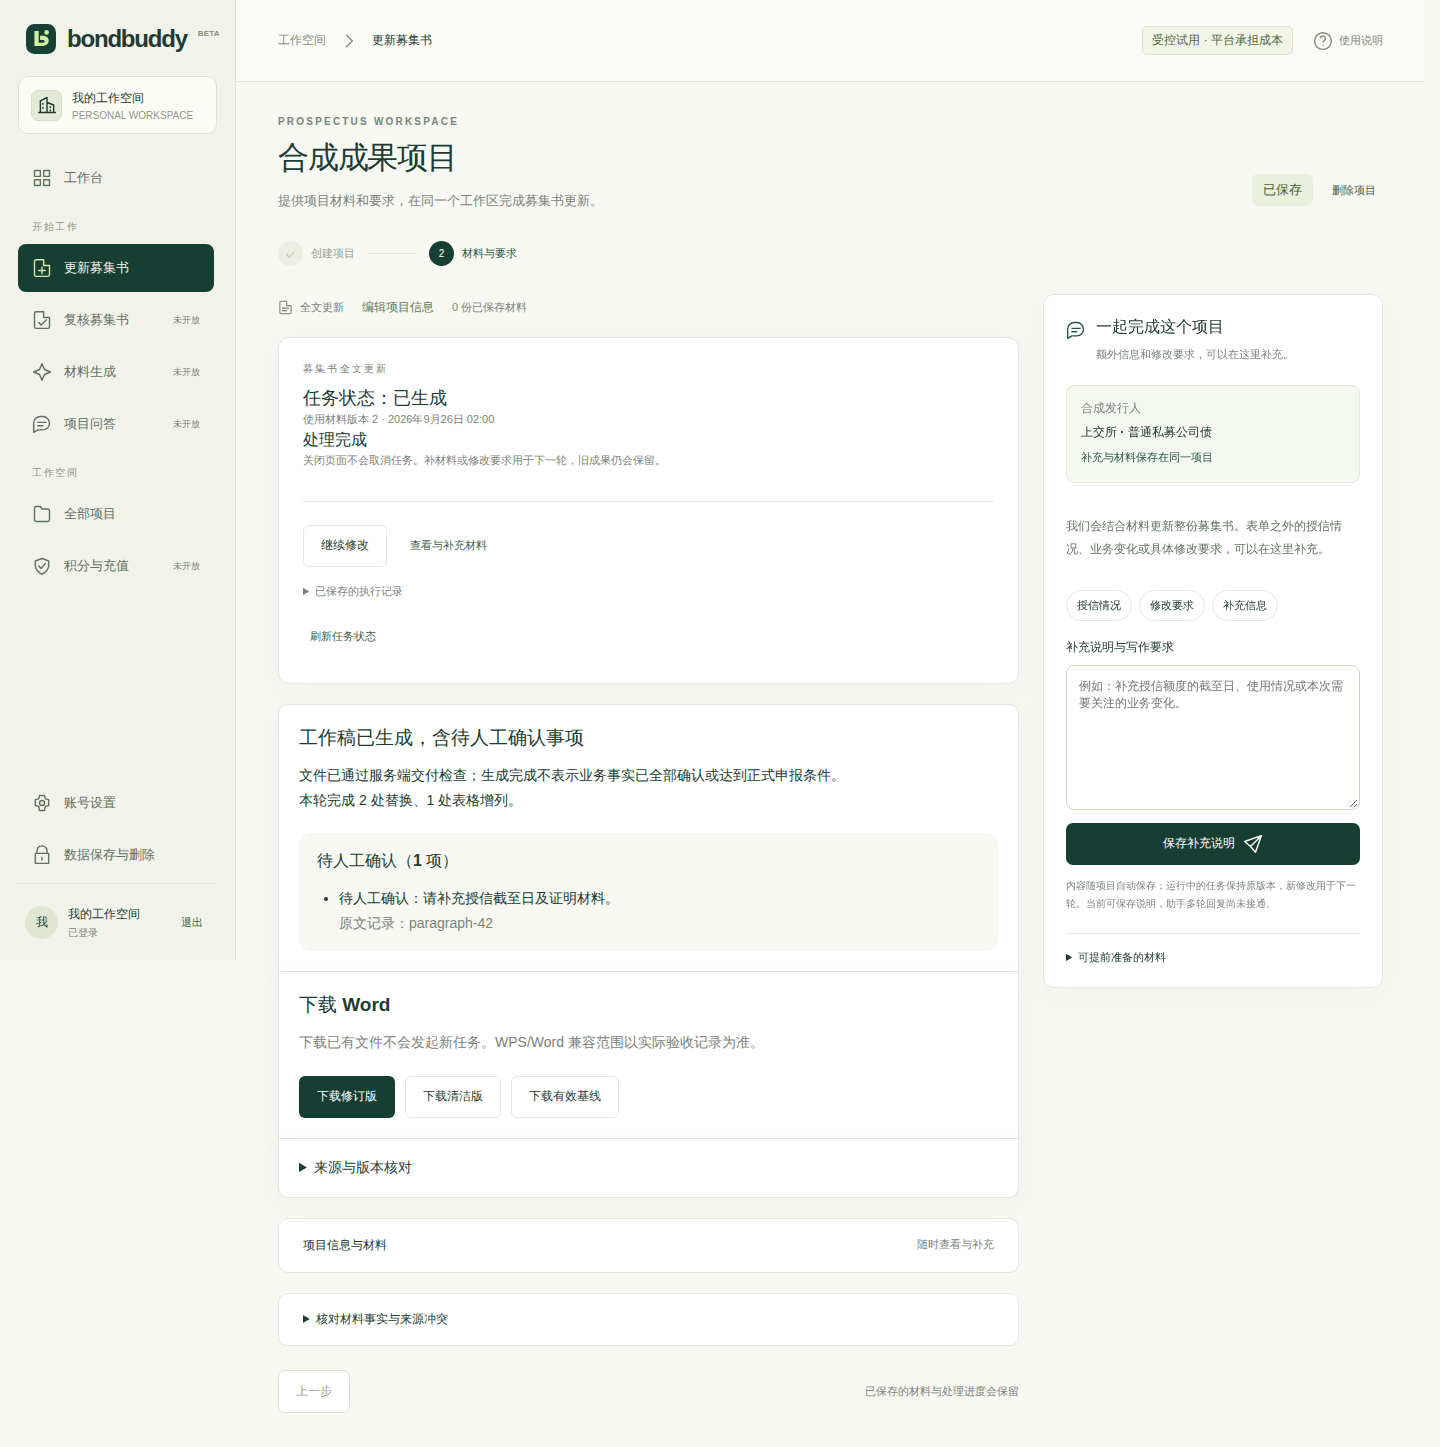 bondbuddy BETA
我的工作空间
PERSONAL WORKSPACE
工作台
开始工作
更新募集书
复核募集书 未开放
材料生成 未开放
项目问答 未开放
工作空间
全部项目
积分与充值 未开放
账号设置
数据保存与删除
我 我的工作空间
已登录
退出
工作空间 更新募集书
受控试用 · 平台承担成本 使用说明
PROSPECTUS WORKSPACE
合成成果项目
提供项目材料和要求，在同一个工作区完成募集书更新。
已保存 删除项目
创建项目 2 材料与要求
全文更新 编辑项目信息 0 份已保存材料
募集书全文更新
任务状态：已生成
使用材料版本 2 · 2026年9月26日 02:00
处理完成
关闭页面不会取消任务。补材料或修改要求用于下一轮，旧成果仍会保留。
继续修改 查看与补充材料
已保存的执行记录
刷新任务状态
工作稿已生成，含待人工确认事项
文件已通过服务端交付检查；生成完成不表示业务事实已全部确认或达到正式申报条件。
本轮完成 2 处替换、1 处表格增列。
待人工确认（1 项）
待人工确认：请补充授信截至日及证明材料。
原文记录：paragraph-42
下载 Word
下载已有文件不会发起新任务。WPS/Word 兼容范围以实际验收记录为准。
下载修订版 下载清洁版 下载有效基线
来源与版本核对
项目信息与材料 随时查看与补充
核对材料事实与来源冲突
上一步 已保存的材料与处理进度会保留
一起完成这个项目
额外信息和修改要求，可以在这里补充。
合成发行人
上交所 · 普通私募公司债
补充与材料保存在同一项目
我们会结合材料更新整份募集书。表单之外的授信情
况、业务变化或具体修改要求，可以在这里补充。
授信情况 修改要求 补充信息
补充说明与写作要求
例如：补充授信额度的截至日、使用情况或本次需
要关注的业务变化。
保存补充说明
内容随项目自动保存；运行中的任务保持原版本，新修改用于下一
轮。当前可保存说明，助手多轮回复尚未接通。
可提前准备的材料